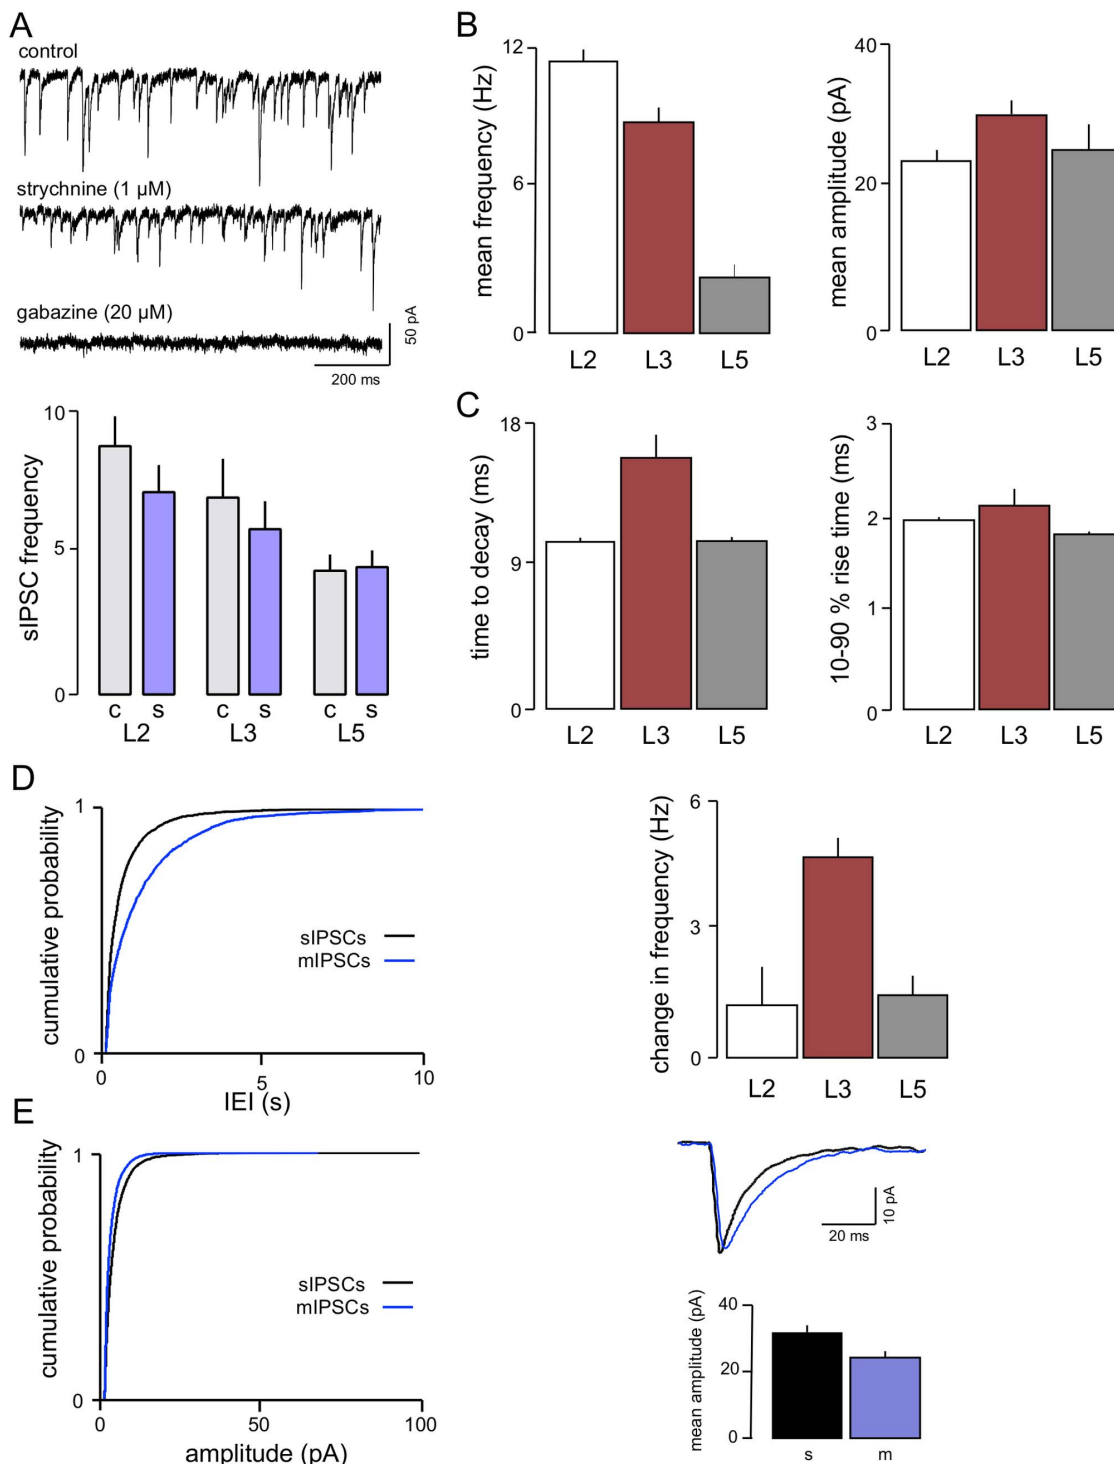 A
control
strychnine (1 µM)
gabazine (20 µM)
50 pA
200 ms
10
5
0
sIPSC frequency
c s c s c s
L2 L3 L5
B
12
6
0
mean frequency (Hz)
L2 L3 L5
40
20
0
mean amplitude (pA)
L2 L3 L5
C
18
9
0
time to decay (ms)
L2 L3 L5
3
2
1
0
10-90 % rise time (ms)
L2 L3 L5
D
1
0
cumulative probability
sIPSCs
mIPSCs
0 5 10
IEI (s)
6
3
0
change in frequency (Hz)
L2 L3 L5
E
1
0
cumulative probability
sIPSCs
mIPSCs
0 50 100
amplitude (pA)
10 pA
20 ms
40
20
0
mean amplitude (pA)
s m